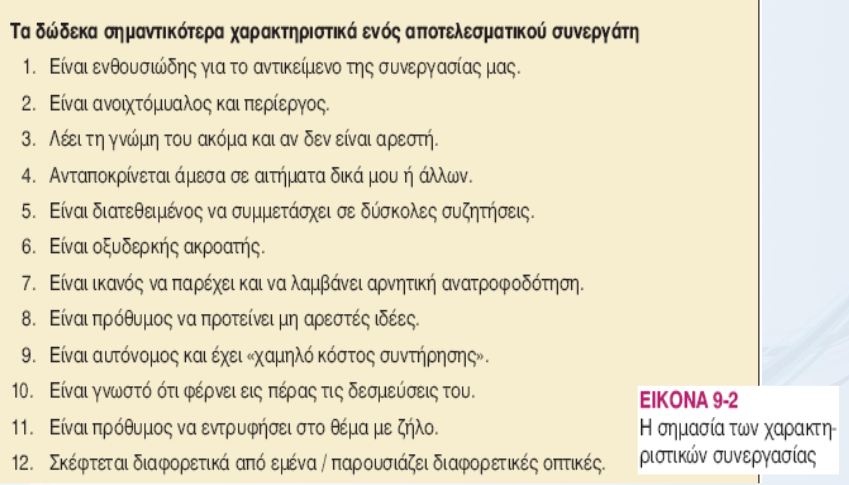 Τα δώδεκα σημαντικότερα χαρακτηριστικά ενός αποτελεσματικού συνεργάτη
1. Είναι ενθουσιώδης για το αντικείμενο της συνεργασίας μας.
2. Είναι ανοιχτόμυαλος και περίεργος.
3. Λέει τη γνώμη του ακόμα και αν δεν είναι αρεστή.
4. Ανταποκρίνεται άμεσα σε αιτήματα δικά μου ή άλλων.
5. Είναι διατεθειμένος να συμμετάσχει σε δύσκολες συζητήσεις.
6. Είναι οξυδερκής ακροατής.
7. Είναι ικανός να παρέχει και να λαμβάνει αρνητική ανατροφοδότηση.
8. Είναι πρόθυμος να προτείνει μη αρεστές ιδέες.
9. Είναι αυτόνομος και έχει «χαμηλό κόστος συντήρησης».
10. Είναι γνωστό ότι φέρνει εις πέρας τις δεσμεύσεις του.
11. Είναι πρόθυμος να εντρυφήσει στο θέμα με ζήλο.
12. Σκέφτεται διαφορετικά από εμένα / παρουσιάζει διαφορετικές οπτικές.
ΕΙΚΟΝΑ 9-2
Η σημασία των χαρακτη-
ριστικών συνεργασίας